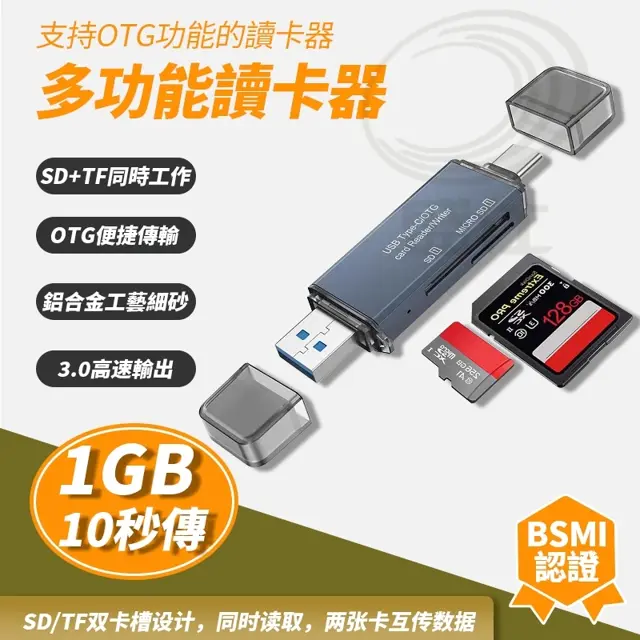 支持OTG功能的讀卡器
多功能讀卡器
SD+TF同時工作
OTG便捷傳輸
鋁合金工藝細砂
3.0高速輸出
USB Type-C/OTG
card Reader/Writer
MICRO SD
SD
Extreme PRO
300 MB/s
128GB
256GB
A1
1GB
10秒傳
BSMI
認證
SD/TF双卡槽设计，同时读取，两张卡互传数据